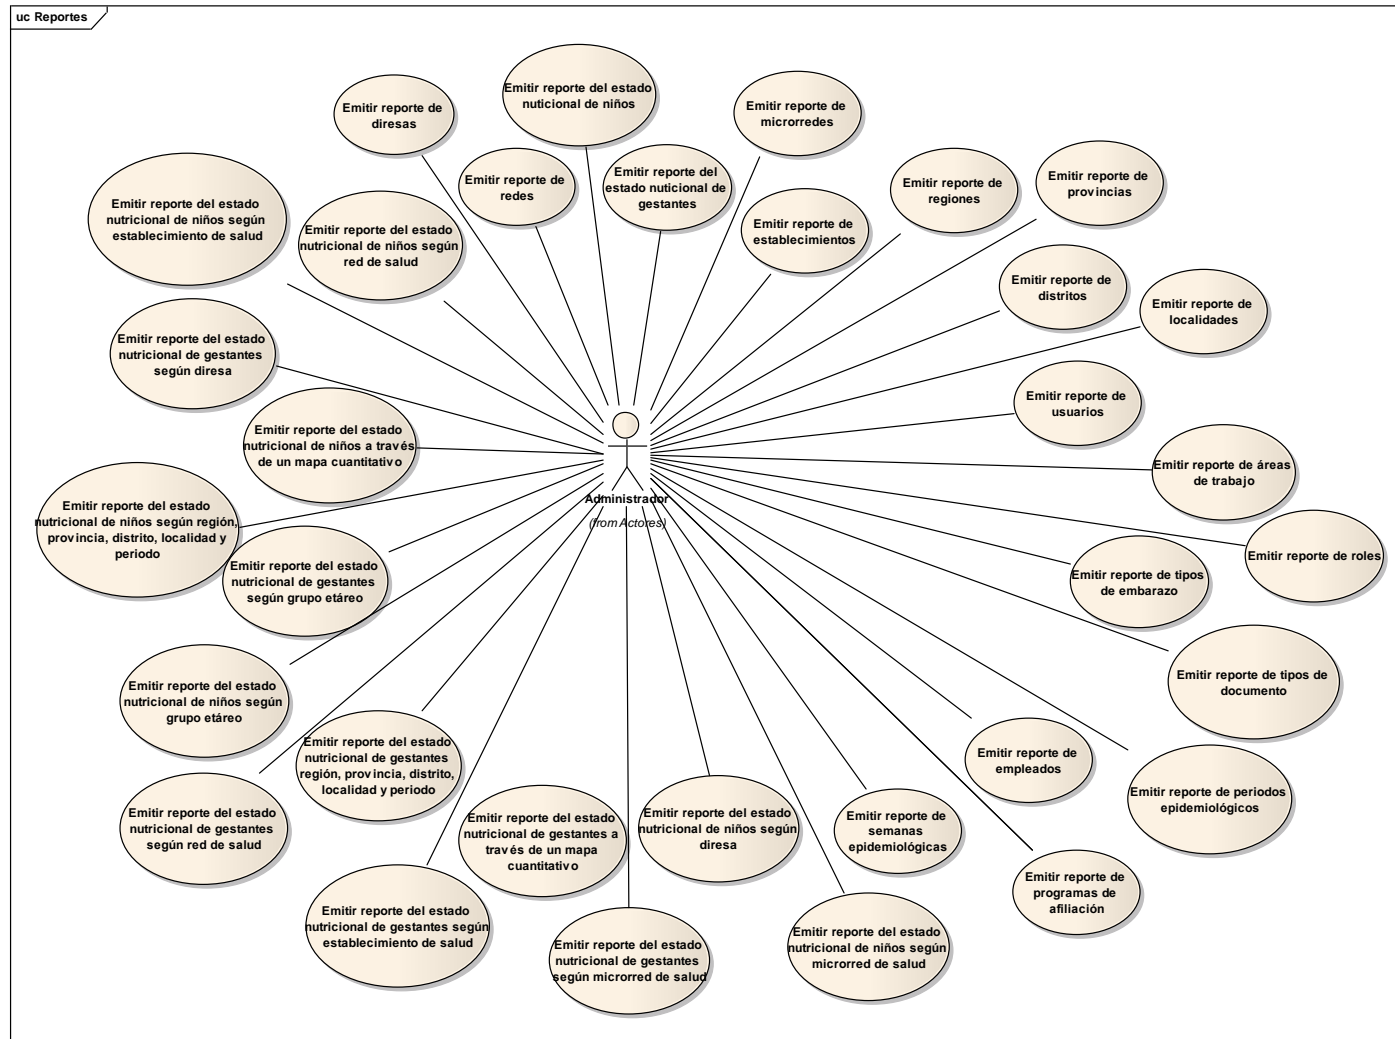 uc Reportes
Emitir reporte del estado
nuticional de niños
Emitir reporte de
diresas
Emitir reporte de
microrredes
Emitir reporte de
redes
Emitir reporte del
estado nuticional de
gestantes
Emitir reporte de
regiones
Emitir reporte de
provincias
Emitir reporte del estado
nutricional de niños según
establecimiento de salud
Emitir reporte del estado
nutricional de niños según
red de salud
Emitir reporte de
establecimientos
Emitir reporte de
distritos
Emitir reporte de
localidades
Emitir reporte del estado
nutricional de gestantes
según diresa
Emitir reporte de
usuarios
Emitir reporte del estado
nutricional de niños a través
de un mapa cuantitativo
Emitir reporte de áreas
de trabajo
Administrador
(from Actores)
Emitir reporte del estado
nutricional de niños según región,
provincia, distrito, localidad y
periodo
Emitir reporte de roles
Emitir reporte del estado
nutricional de gestantes
según grupo etáreo
Emitir reporte de tipos
de embarazo
Emitir reporte del estado
nutricional de niños según
grupo etáreo
Emitir reporte de tipos de
documento
Emitir reporte del estado
nutricional de gestantes
región, provincia, distrito,
localidad y periodo
Emitir reporte de
empleados
Emitir reporte de periodos
epidemiológicos
Emitir reporte del estado
nutricional de gestantes
según red de salud
Emitir reporte del estado
nutricional de gestantes a
través de un mapa
cuantitativo
Emitir reporte del estado
nutricional de niños según
diresa
Emitir reporte de
semanas
epidemiológicas
Emitir reporte de
programas de
afiliación
Emitir reporte del estado
nutricional de gestantes según
establecimiento de salud
Emitir reporte del estado
nutricional de gestantes
según microrred de salud
Emitir reporte del estado
nutricional de niños según
microrred de salud